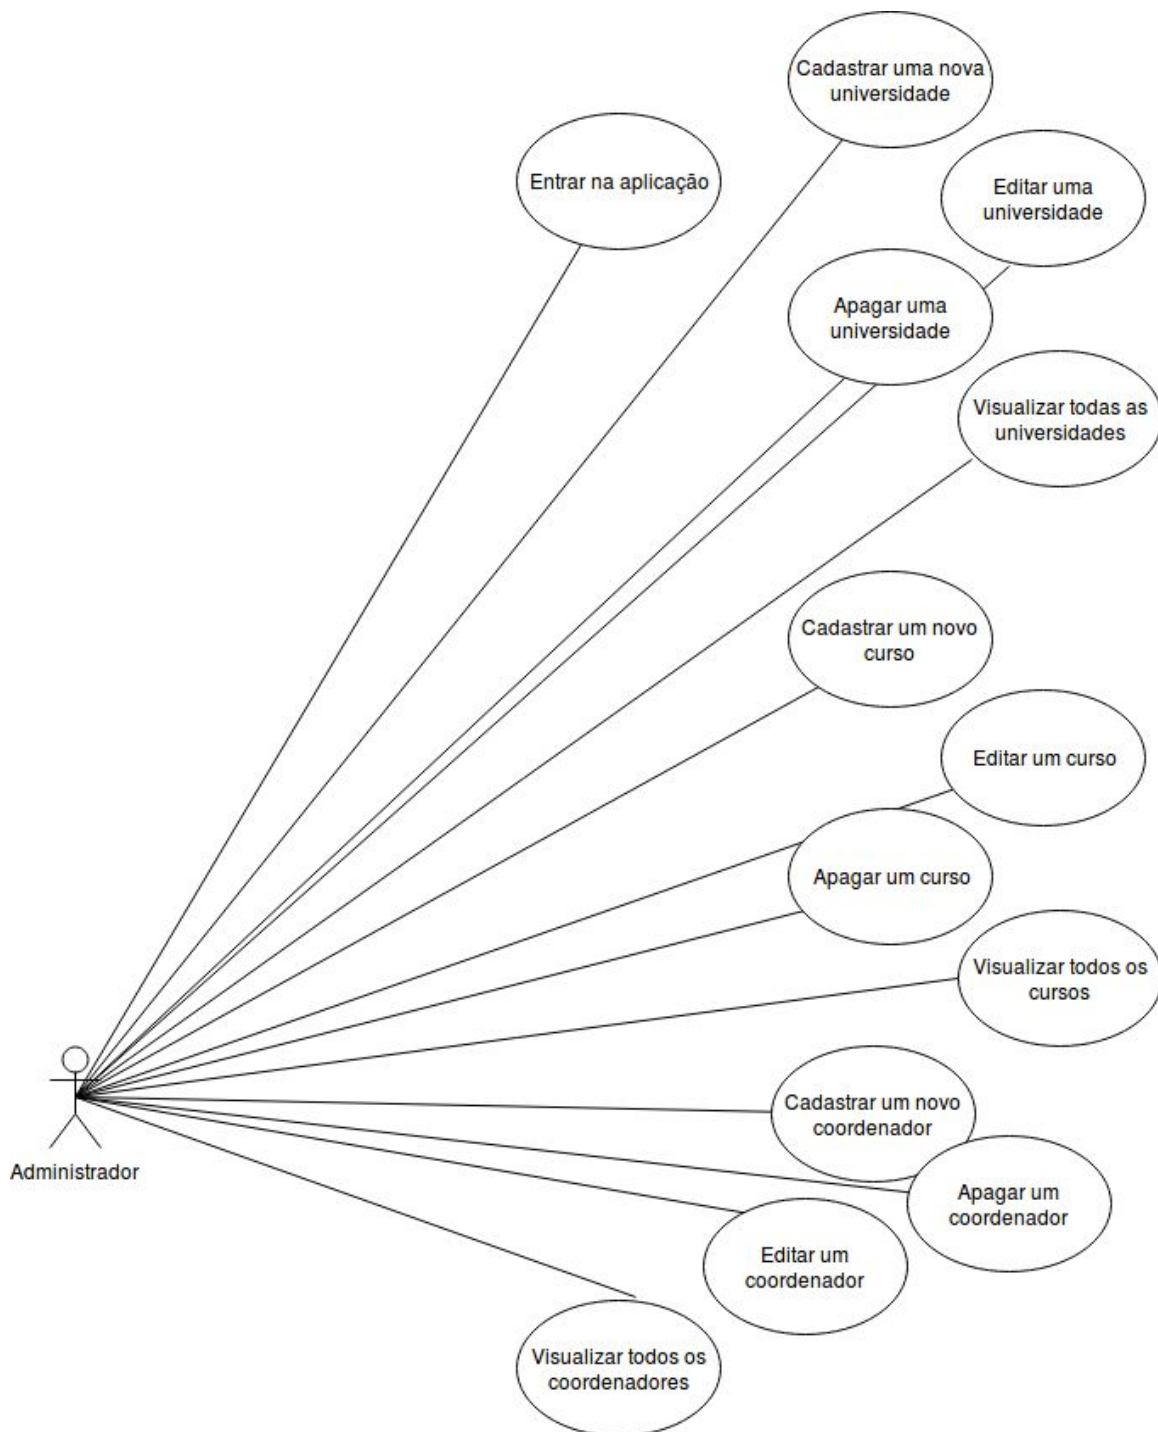 Cadastrar uma nova
universidade
Entrar na aplicação
Editar uma
universidade
Apagar uma
universidade
Visualizar todas as
universidades
Cadastrar um novo
curso
Editar um curso
Apagar um curso
Visualizar todos os
cursos
Cadastrar um novo
coordenador
Administrador
Apagar um
coordenador
Editar um
coordenador
Visualizar todos os
coordenadores